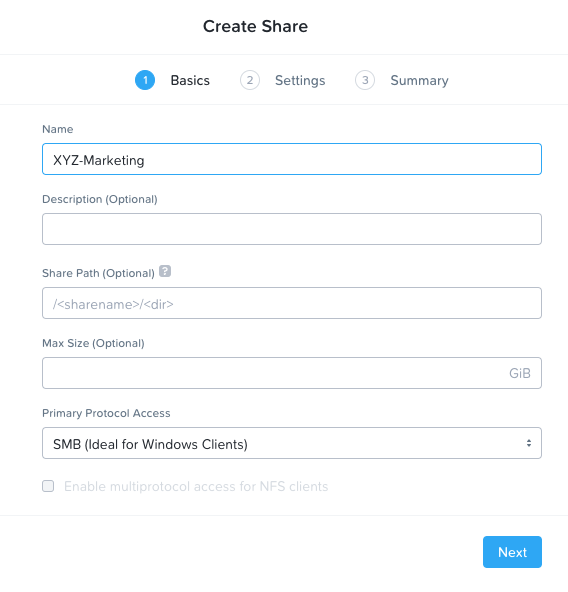 Create Share
1 Basics 2 Settings 3 Summary
Name
XYZ-Marketing
Description (Optional)
Share Path (Optional) ?
/<sharename>/<dir>
Max Size (Optional)
GiB
Primary Protocol Access
SMB (Ideal for Windows Clients)
Enable multiprotocol access for NFS clients
Next